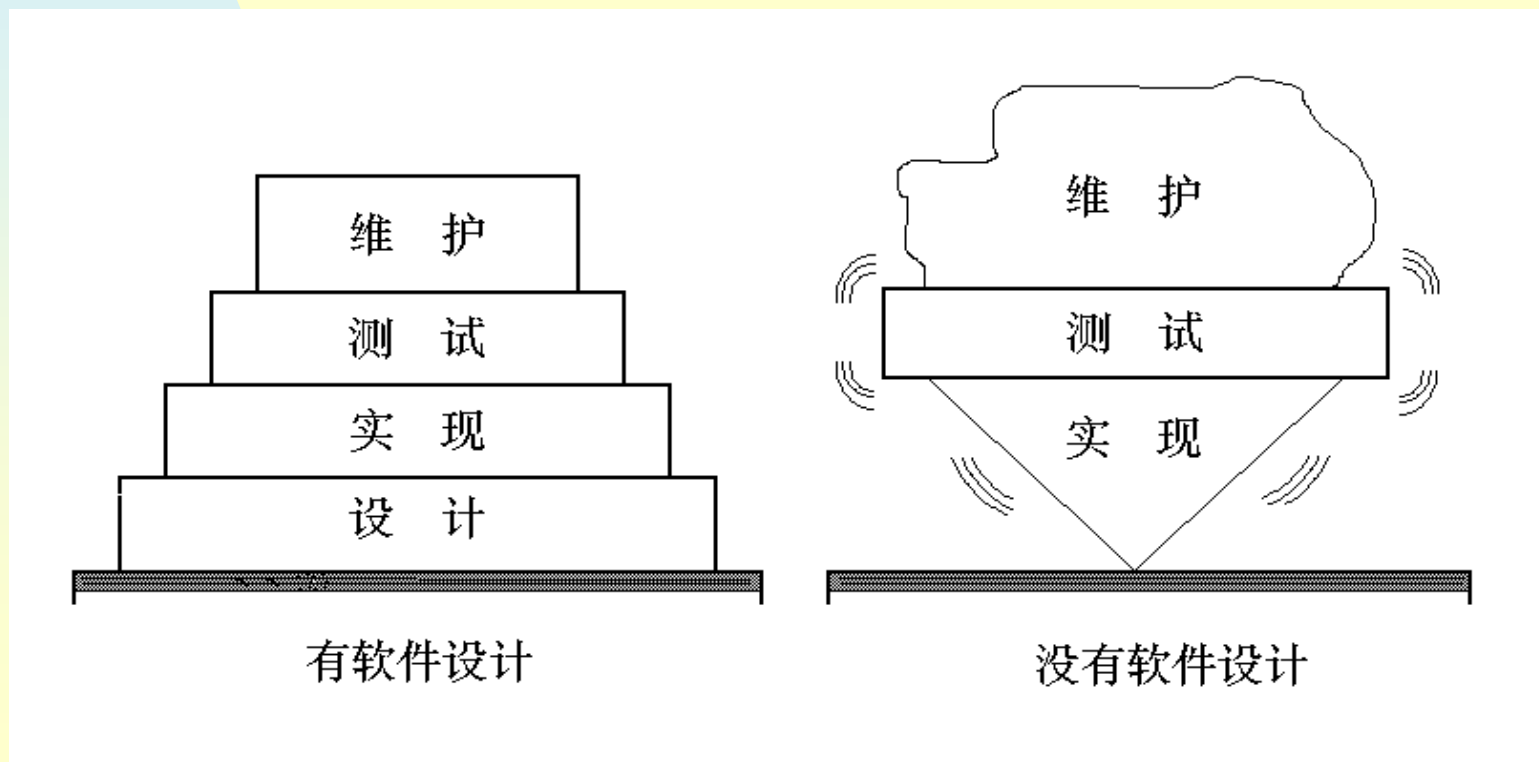 维 护
测 试
实 现
设 计
有软件设计
维 护
测 试
实 现
没有软件设计